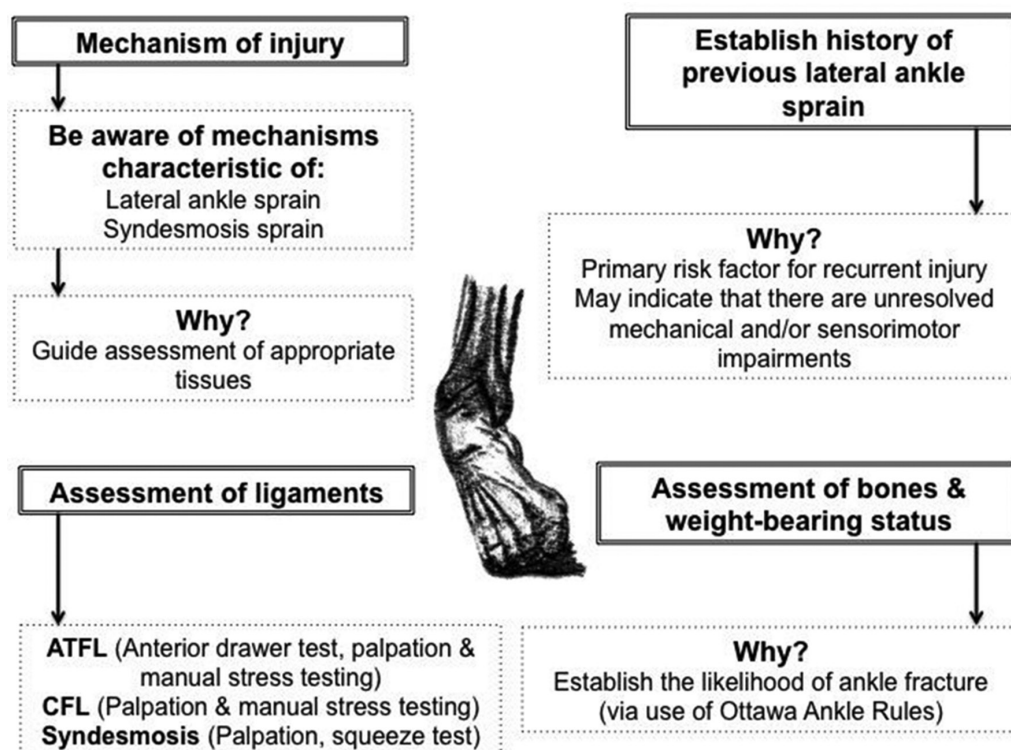 Mechanism of injury
Be aware of mechanisms
characteristic of:
Lateral ankle sprain
Syndesmosis sprain
Why?
Guide assessment of appropriate
tissues
Establish history of
previous lateral ankle
sprain
Why?
Primary risk factor for recurrent injury
May indicate that there are unresolved
mechanical and/or sensorimotor
impairments
Assessment of ligaments
ATFL (Anterior drawer test, palpation &
manual stress testing)
CFL (Palpation & manual stress testing)
Syndesmosis (Palpation, squeeze test)
Assessment of bones &
weight-bearing status
Why?
Establish the likelihood of ankle fracture
(via use of Ottawa Ankle Rules)